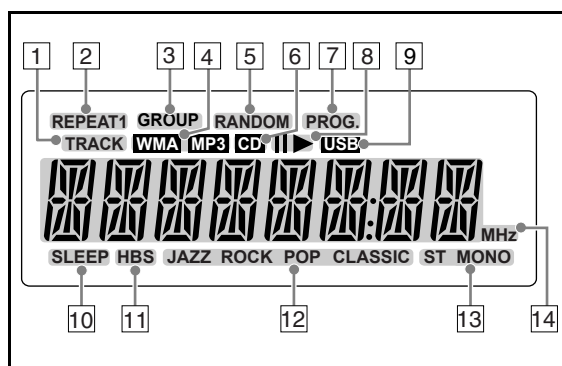 1 2 3 4 5 6 7 8 9
REPEAT1 GROUP RANDOM PROG.
TRACK WMA MP3 CD USB
MHz
SLEEP HBS JAZZ ROCK POP CLASSIC ST MONO
10 11 12 13 14